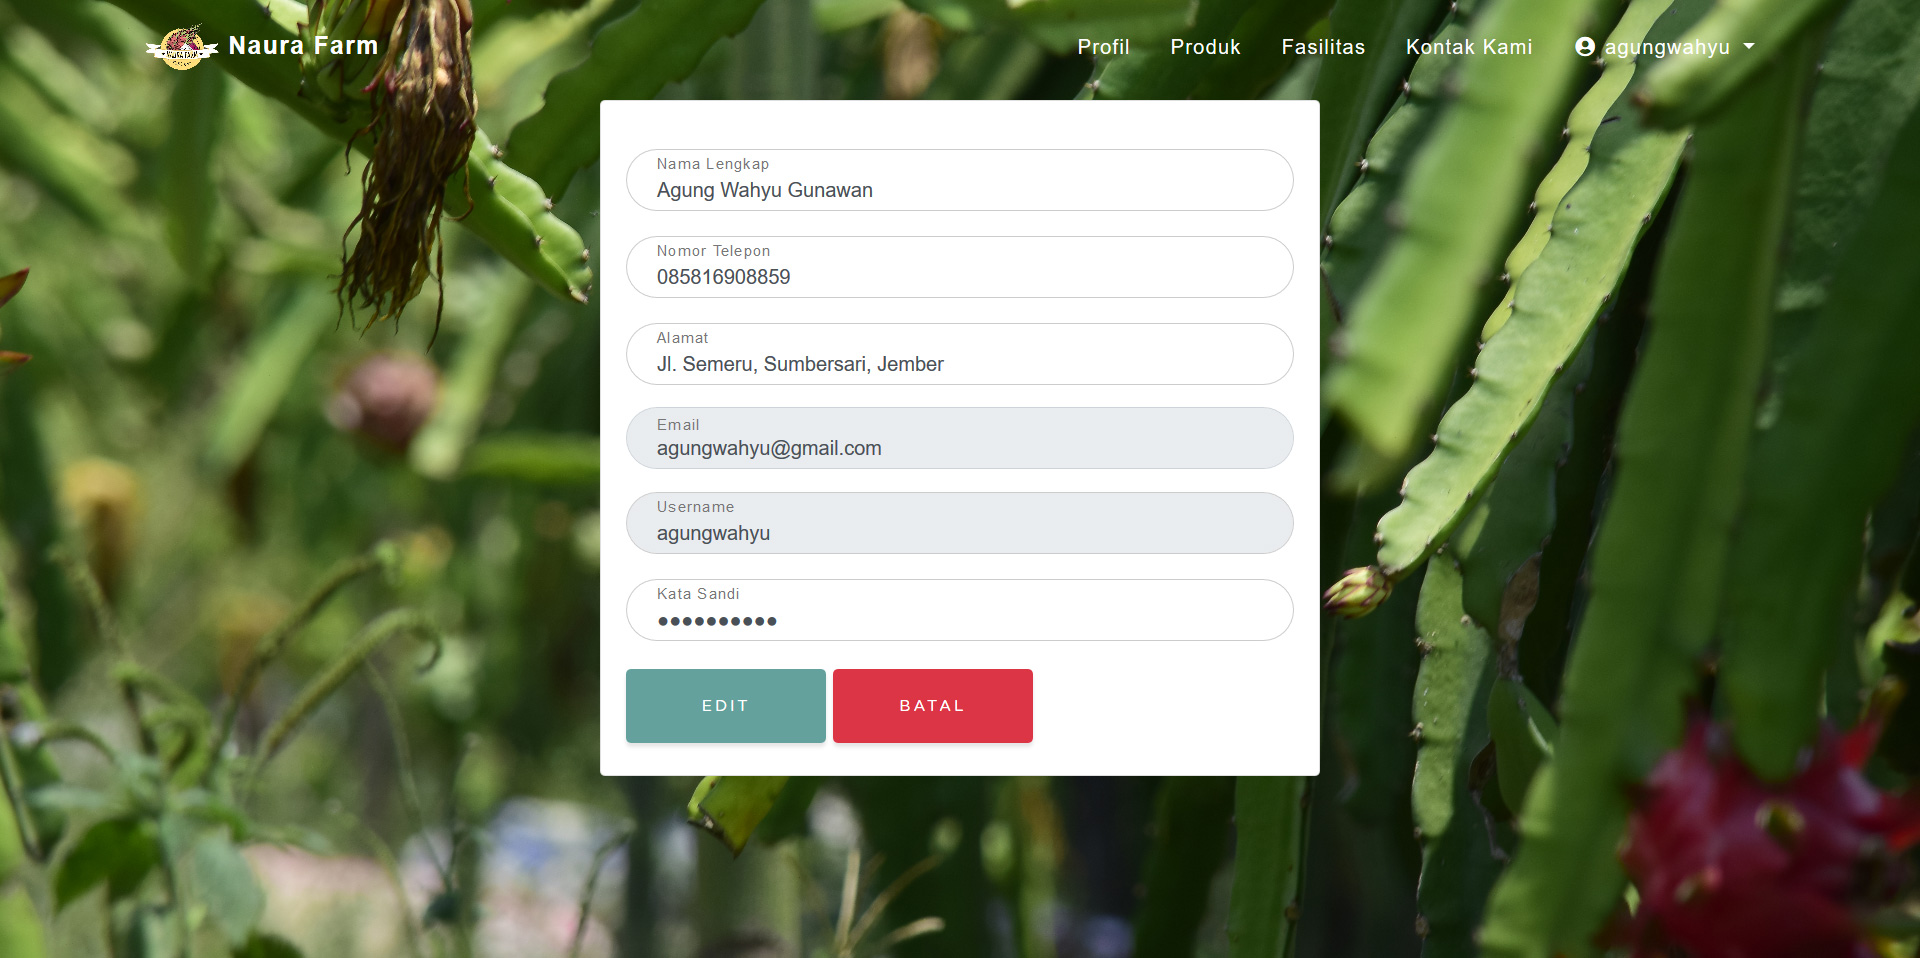 Naura Farm
Profil
Produk
Fasilitas
Kontak Kami
agungwahyu
Nama Lengkap
Agung Wahyu Gunawan
Nomor Telepon
085816908859
Alamat
Jl. Semeru, Sumbersari, Jember
Email
agungwahyu@gmail.com
Username
agungwahyu
Kata Sandi
EDIT
BATAL